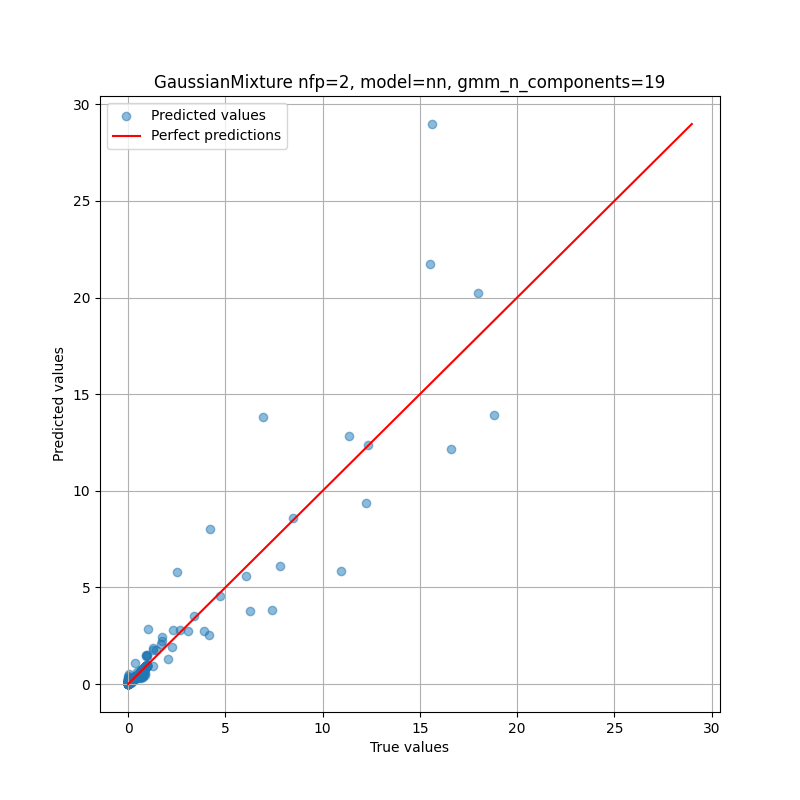 GaussianMixture nfp=2, model=nn, gmm_n_components=19
Predicted values
Perfect predictions
30
25
20
15
10
5
0
Predicted values
0
5
10
15
20
25
30
True values